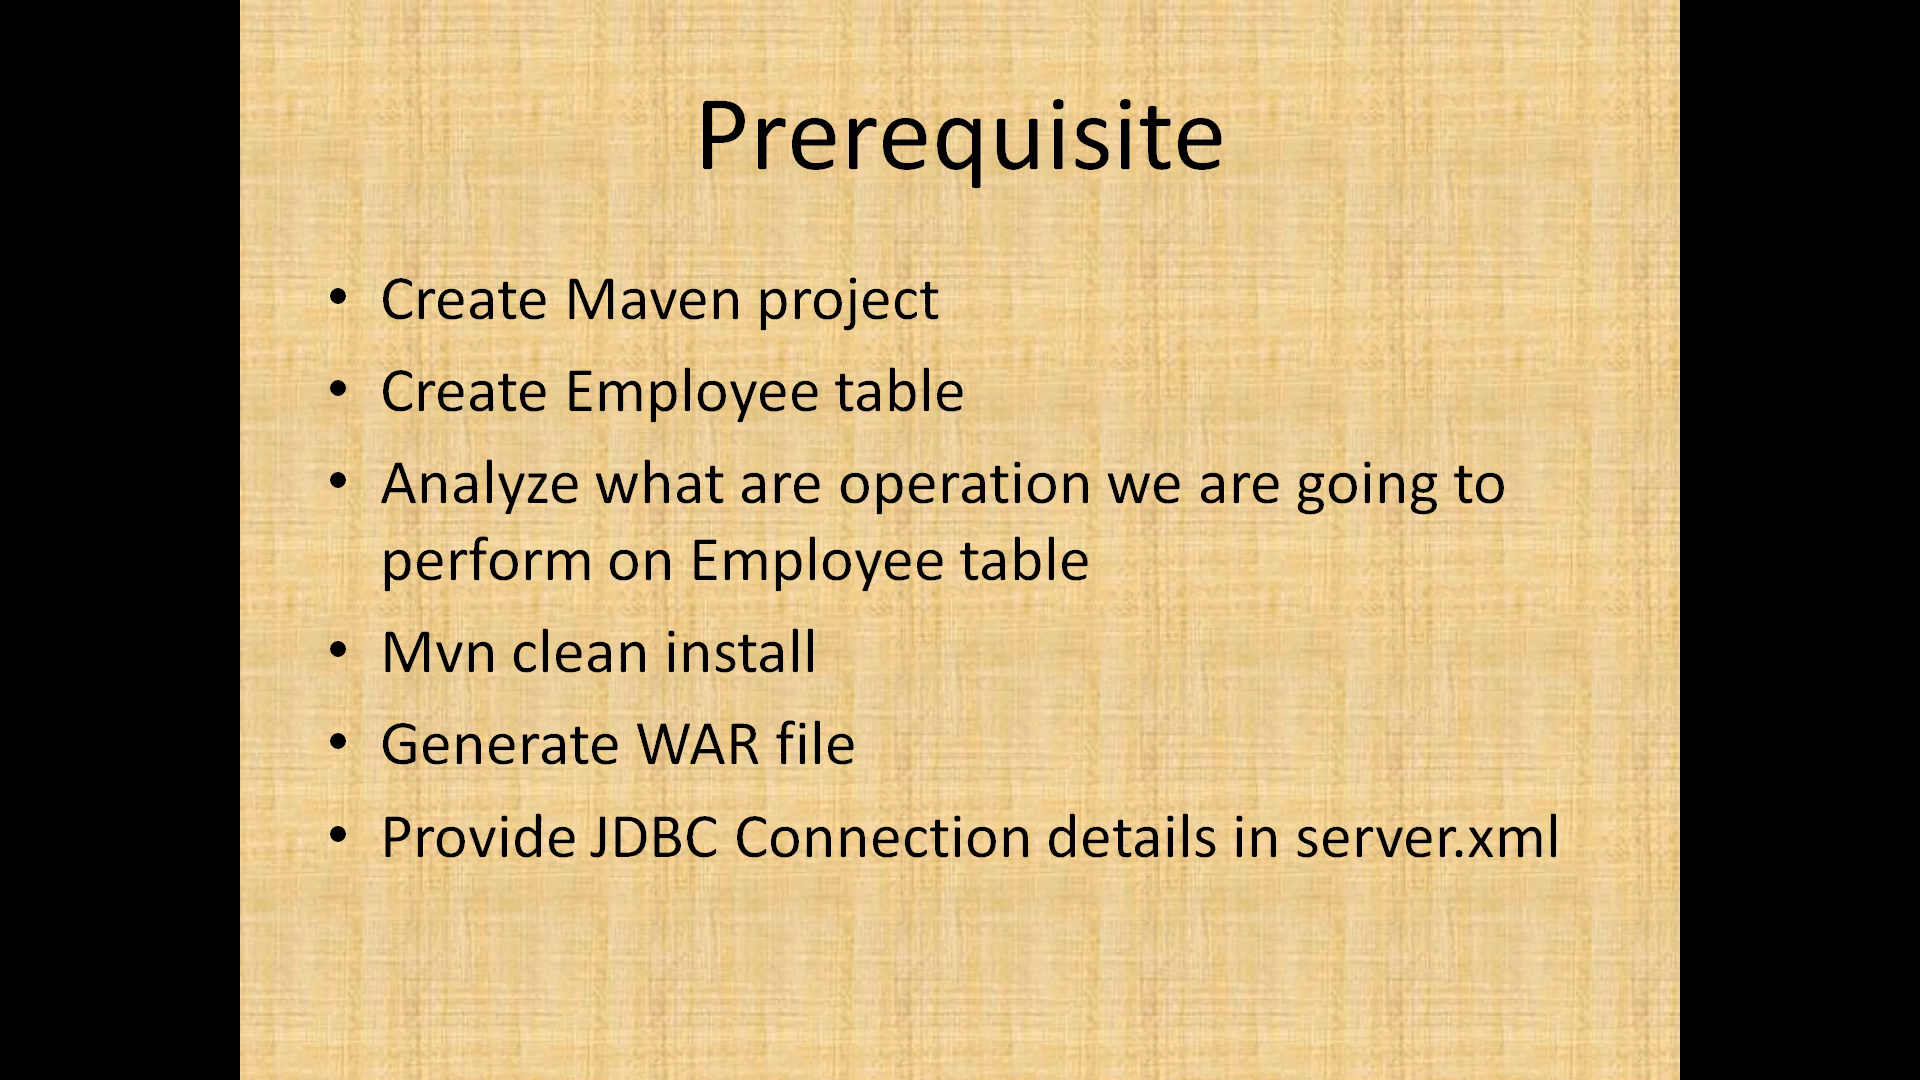 Prerequisite
• Create Maven project
• Create Employee table
• Analyze what are operation we are going to
perform on Employee table
• Mvn clean install
• Generate WAR file
• Provide JDBC Connection details in server.xml